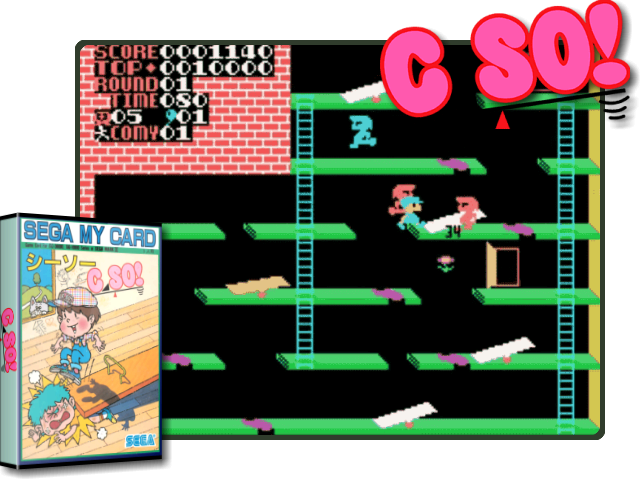 C SO!
SCORE0001140
TOP♦0010000
ROUND01
TIME080
05 01
COMY01
34
SEGA MY CARD
シーソー
C SO!
C SO!
SEGA